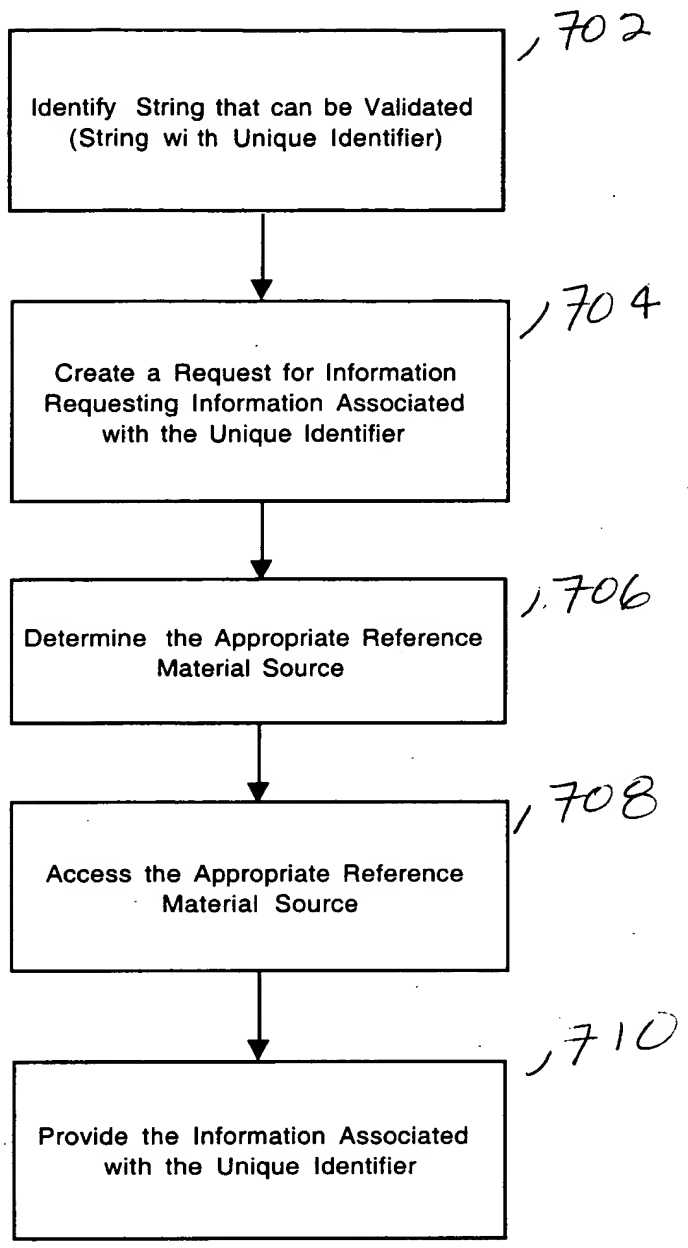 702
Identify String that can be Validated
(String wi th Unique Identifier)
704
Create a Request for Information
Requesting Information Associated
with the Unique Identifier
706
Determine the Appropriate Reference
Material Source
708
Access the Appropriate Reference
Material Source
710
Provide the Information Associated
with the Unique Identifier